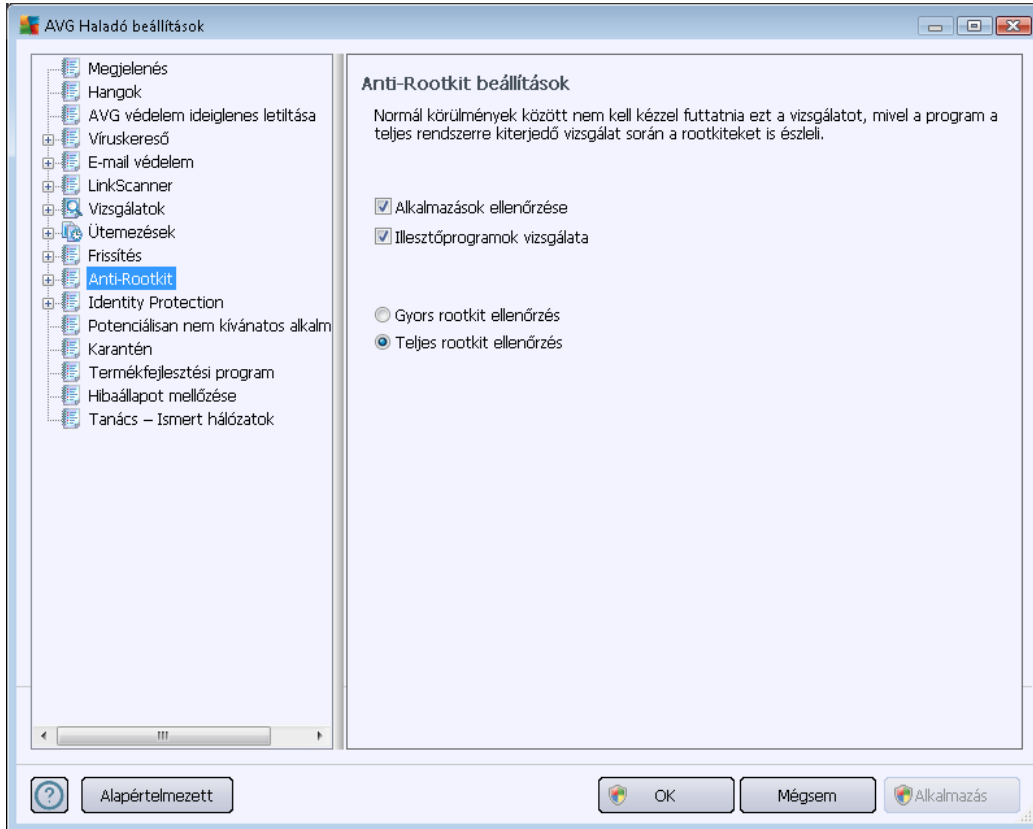 AVG Haladó beállítások
Megjelenés
Hangok
AVG védelem ideiglenes letiltása
Víruskereső
E-mail védelem
LinkScanner
Vizsgálatok
Ütemezések
Frissítés
Anti-Rootkit
Identity Protection
Potenciálisan nem kívánatos alkalm
Karantén
Termékfejlesztési program
Hibaállapot mellőzése
Tanács – Ismert hálózatok
Anti-Rootkit beállítások
Normál körülmények között nem kell kézzel futtatnia ezt a vizsgálatot, mivel a program a
teljes rendszerre kiterjedő vizsgálat során a rootkiteket is észleli.
Alkalmazások ellenőrzése
Illesztőprogramok vizsgálata
Gyors rootkit ellenőrzés
Teljes rootkit ellenőrzés
Alapértelmezett
OK
Mégsem
Alkalmazás